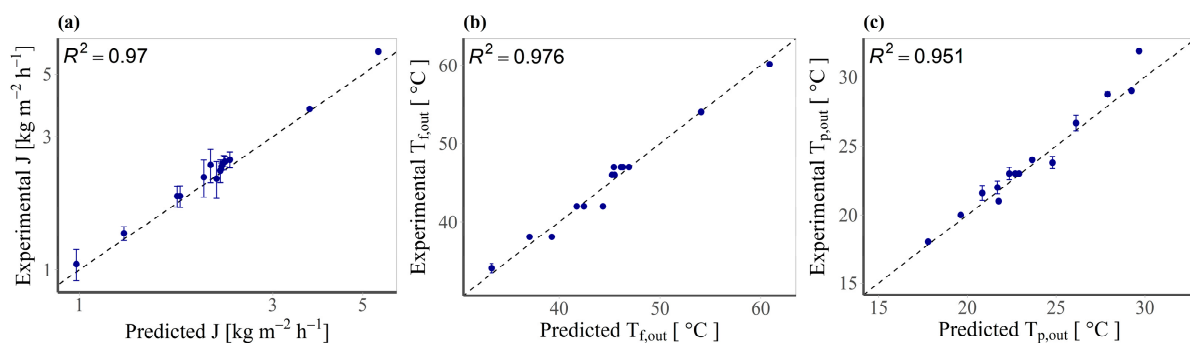 (a)
R² = 0.97
Experimental J [kg m⁻² h⁻¹]
5
3
1
1
3
5
Predicted J [kg m⁻² h⁻¹]
(b)
R² = 0.976
Experimental T_f,out [ °C]
60
50
40
40
50
60
Predicted T_f,out [ °C]
(c)
R² = 0.951
Experimental T_p,out [ °C]
30
25
20
15
15
20
25
30
Predicted T_p,out [ °C]